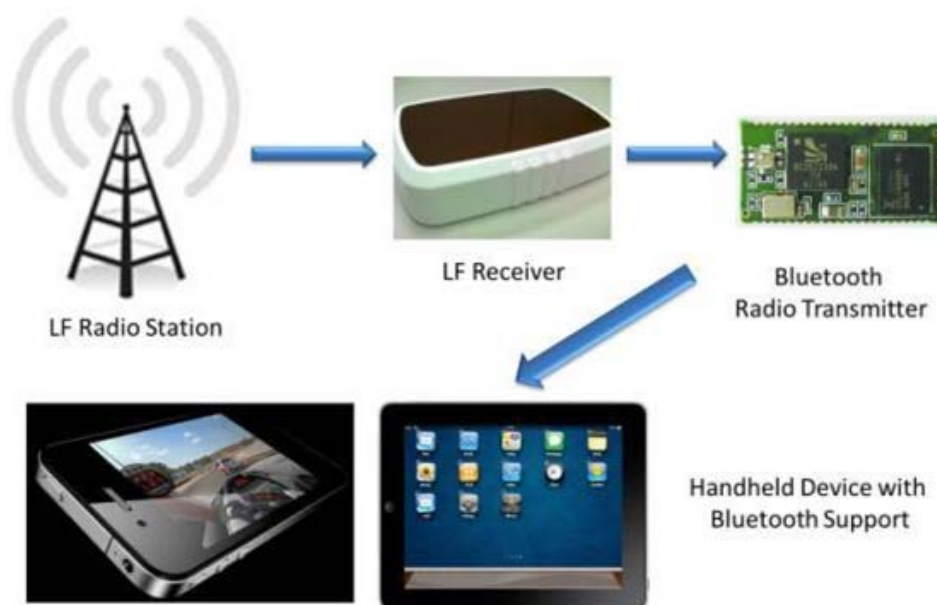 LF Radio Station
LF Receiver
Bluetooth
Radio Transmitter
Handheld Device with
Bluetooth Support